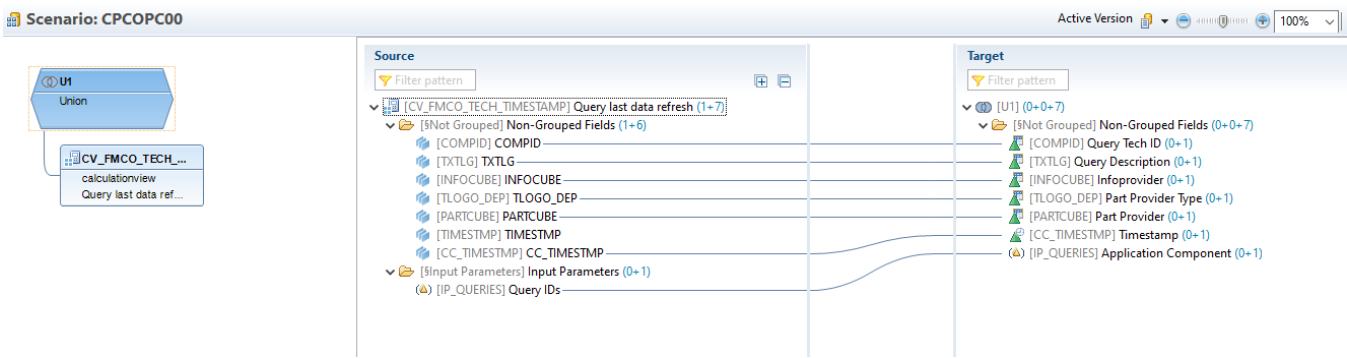 Scenario: CPCOPC00
Active Version
100%
U1
Union
CV_FMCO_TECH_...
calculationview
Query last data ref...
Source
Filter pattern
[CV_FMCO_TECH_TIMESTAMP] Query last data refresh (1+7)
[§Not Grouped] Non-Grouped Fields (1+6)
[COMPID] COMPID
[TXTLG] TXTLG
[INFOCUBE] INFOCUBE
[TLOGO_DEP] TLOGO_DEP
[PARTCUBE] PARTCUBE
[TIMESTMP] TIMESTMP
[CC_TIMESTMP] CC_TIMESTMP
[§Input Parameters] Input Parameters (0+1)
[IP_QUERIES] Query IDs
Target
Filter pattern
[U1] (0+0+7)
[§Not Grouped] Non-Grouped Fields (0+0+7)
[COMPID] Query Tech ID (0+1)
[TXTLG] Query Description (0+1)
[INFOCUBE] Infoprovider (0+1)
[TLOGO_DEP] Part Provider Type (0+1)
[PARTCUBE] Part Provider (0+1)
[CC_TIMESTMP] Timestamp (0+1)
[IP_QUERIES] Application Component (0+1)